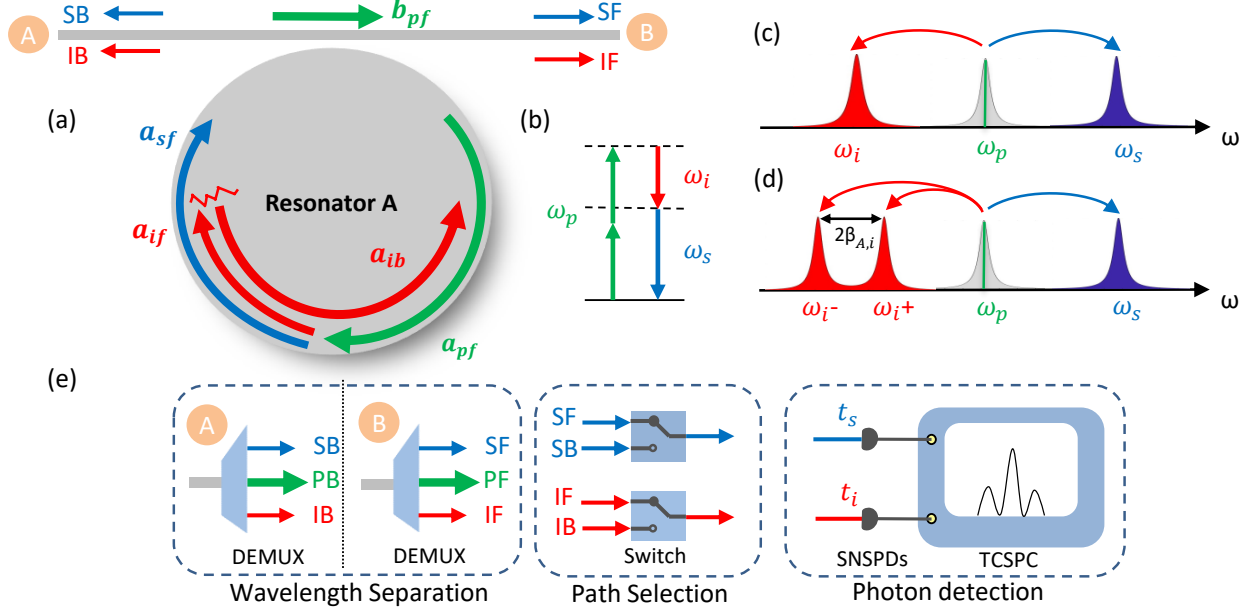 SB b_pf SF
A B
IB IF
(a)
a_sf
Resonator A
a_if
a_ib
a_pf
(b)
ω_i
ω_p
ω_s
(c)
ω_i ω_p ω_s ω
(d)
2β_A,i
ω_i- ω_i+ ω_p ω_s ω
(e)
A
SB
PB
IB
DEMUX
B
SF
PF
IF
DEMUX
Wavelength Separation
SF
SB
IF
IB
Switch
Path Selection
t_s
t_i
SNSPDs TCSPC
Photon detection